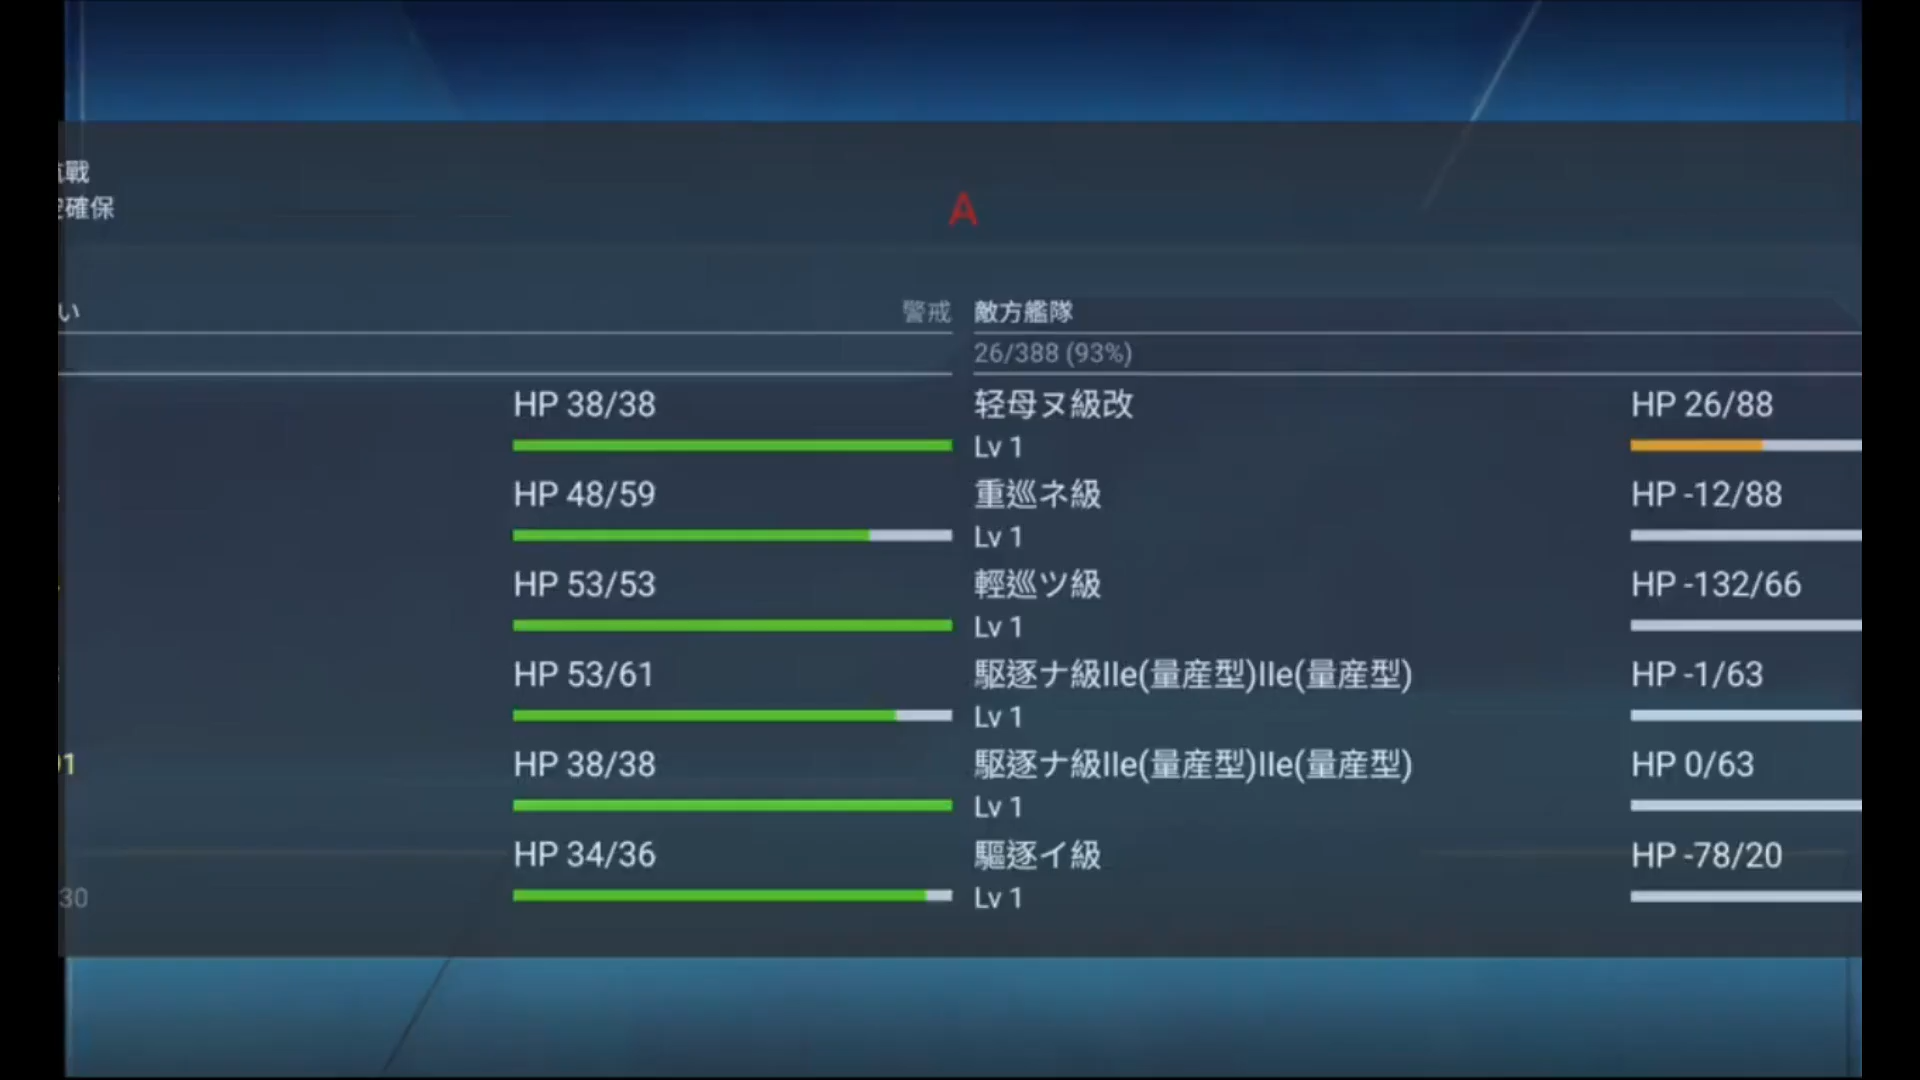 戰
確保
A
い
警戒 敵方艦隊
26/388 (93%)
HP 38/38 轻母ヌ級改 HP 26/88
Lv 1
HP 48/59 重巡ネ級 HP -12/88
Lv 1
HP 53/53 輕巡ツ級 HP -132/66
Lv 1
HP 53/61 駆逐ナ級IIe(量産型)IIe(量産型) HP -1/63
Lv 1
91 HP 38/38 駆逐ナ級IIe(量産型)IIe(量産型) HP 0/63
Lv 1
HP 34/36 驅逐イ級 HP -78/20
30 Lv 1